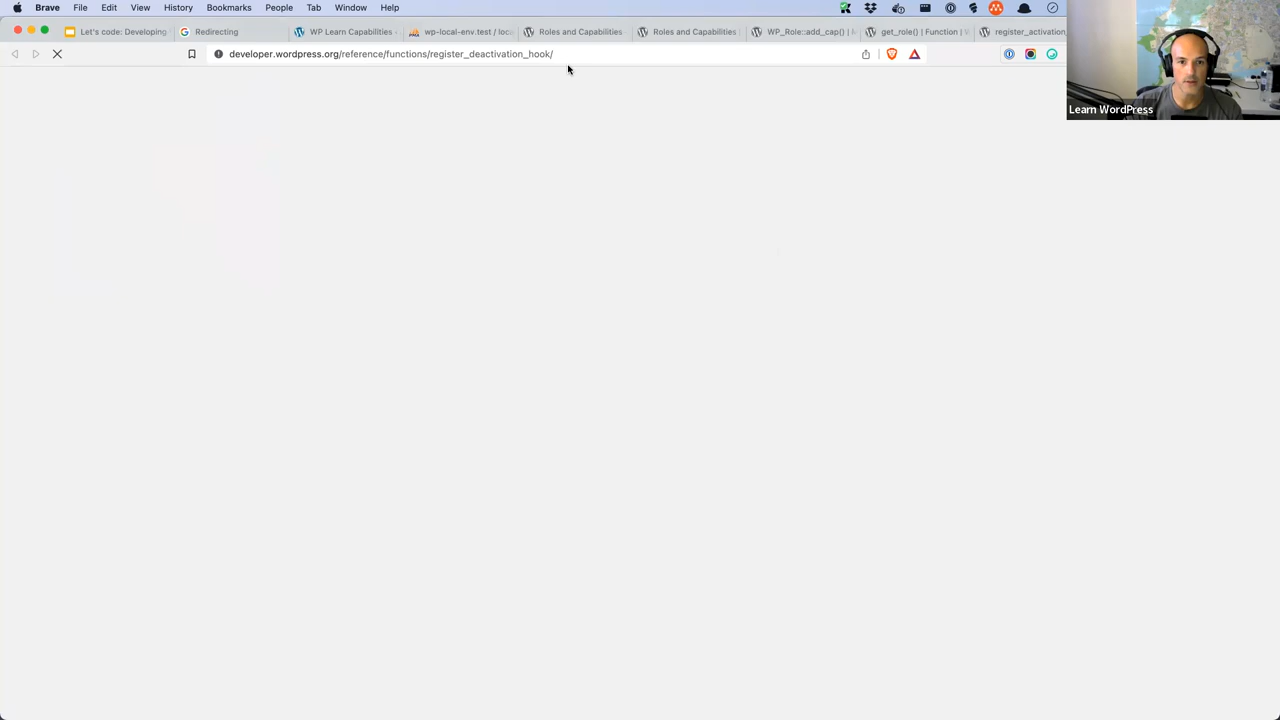 Brave File Edit View History Bookmarks People Tab Window Help
Let's code: Developing
Redirecting
WP Learn Capabilities
wp-local-env.test / loca
Roles and Capabilities
Roles and Capabilities
WP_Role::add_cap() |
get_role() | Function |
register_activation_
developer.wordpress.org/reference/functions/register_deactivation_hook/
Learn WordPress